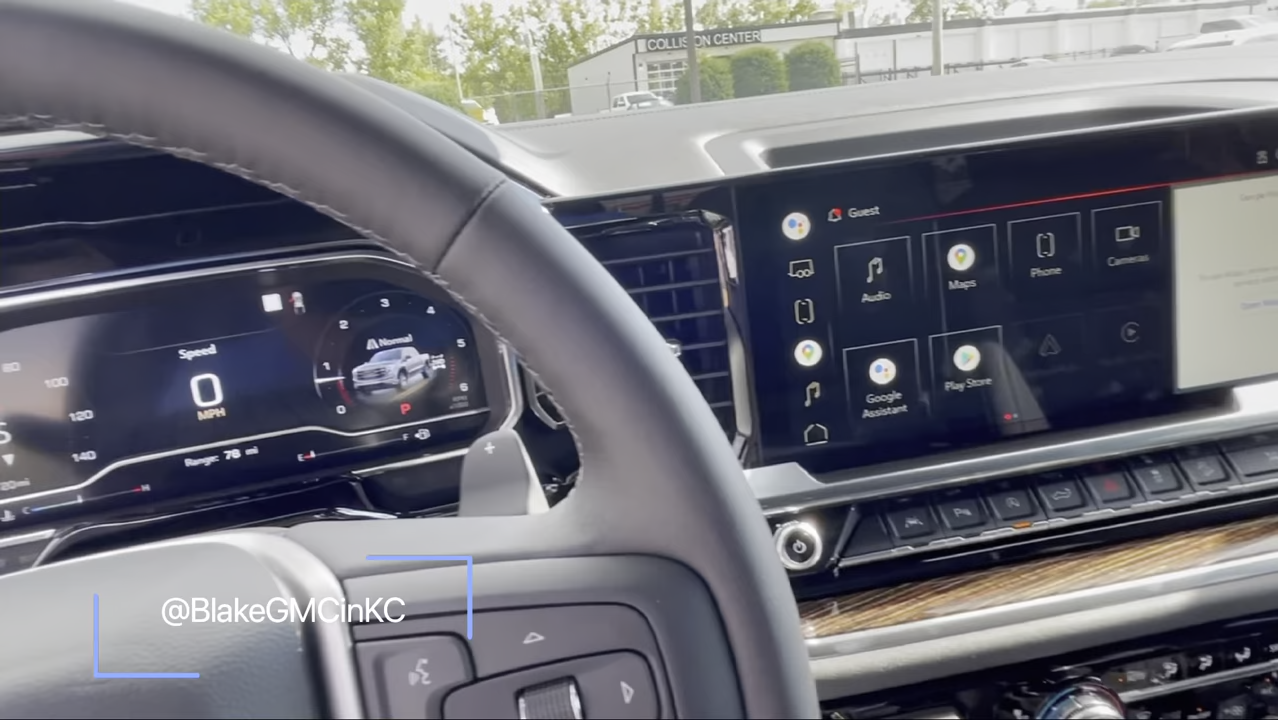 COLLISION CENTER
Guest
Audio
Maps
Phone
Cameras
Google
Assistant
Play Store
Speed
0
MPH
Normal
0
1
2
3
4
5
6
P
80
100
120
140
Range: 78 mi
E
F
C
H
@BlakeGMCinKC